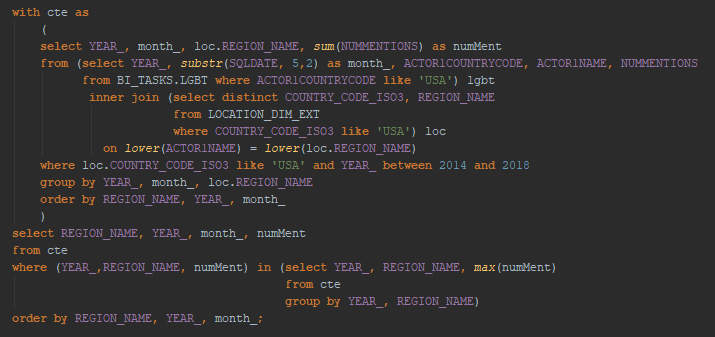 with cte as
(
select YEAR_, month_, loc.REGION_NAME, sum(NUMMENTIONS) as numMent
from (select YEAR_, substr(SQLDATE, 5,2) as month_, ACTOR1COUNTRYCODE, ACTOR1NAME, NUMMENTIONS
from BI_TASKS.LGBT where ACTOR1COUNTRYCODE like 'USA') lgbt
inner join (select distinct COUNTRY_CODE_ISO3, REGION_NAME
from LOCATION_DIM_EXT
where COUNTRY_CODE_ISO3 like 'USA') loc
on lover(ACTOR1NAME) = lover(loc.REGION_NAME)
where loc.COUNTRY_CODE_ISO3 like 'USA' and YEAR_ between 2014 and 2018
group by YEAR_, month_, loc.REGION_NAME
order by REGION_NAME, YEAR_, month_
)
select REGION_NAME, YEAR_, month_, numMent
from cte
where (YEAR_,REGION_NAME, numMent) in (select YEAR_, REGION_NAME, max(numMent)
from cte
group by YEAR_, REGION_NAME)
order by REGION_NAME, YEAR_, month_;